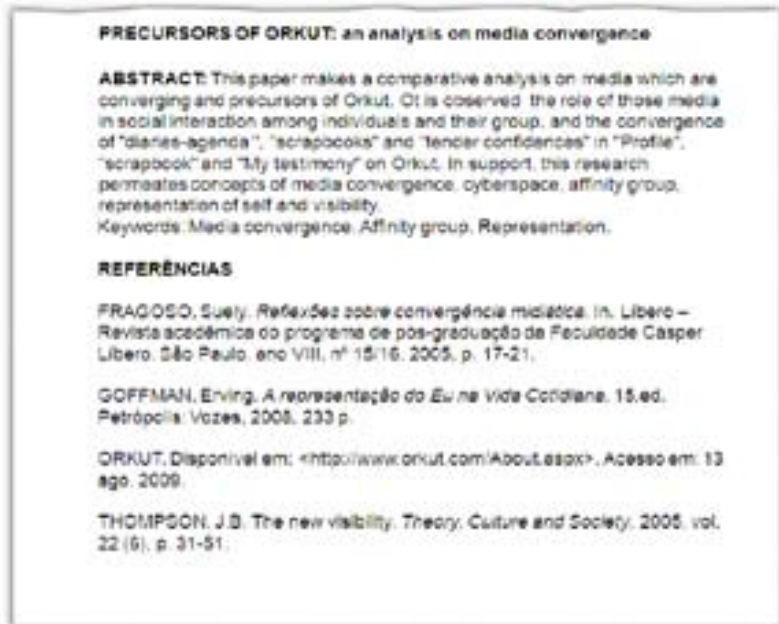 PRECURSORS OF ORKUT: an analysis on media convergence
ABSTRACT: This paper makes a comparative analysis on media which are
converging and precursors of Orkut. Ot is coserved the role of those media
in social interaction among individuals and their group, and the convergence
of "diaries-agenda", "scrapbooks" and "tender confidences" in "Profile",
"scrapbook" and "My testimony" on Orkut. In support, this research
permeates concepts of media convergence, cyberspace, affinity group,
representation of self and visibility.
Keywords: Media convergence. Affinity group. Representation.
REFERÊNCIAS
FRAGOSO, Suely. Reflexões sobre convergência midiática. In. Líbero –
Revista acadêmica do programa de pós-graduação da Faculdade Casper
Líbero. São Paulo, ano VIII, nº 15/16, 2005, p. 17-21.
GOFFMAN, Erving. A representação do Eu na Vida Cotidiana. 15.ed.
Petrópolis: Vozes, 2008, 233 p.
ORKUT. Disponível em: <http://www.orkut.com/About.aspx>. Acesso em: 13
ago. 2009.
THOMPSON, J.B. The new visibility. Theory, Culture and Society, 2005, vol.
22 (6), p. 31-51.